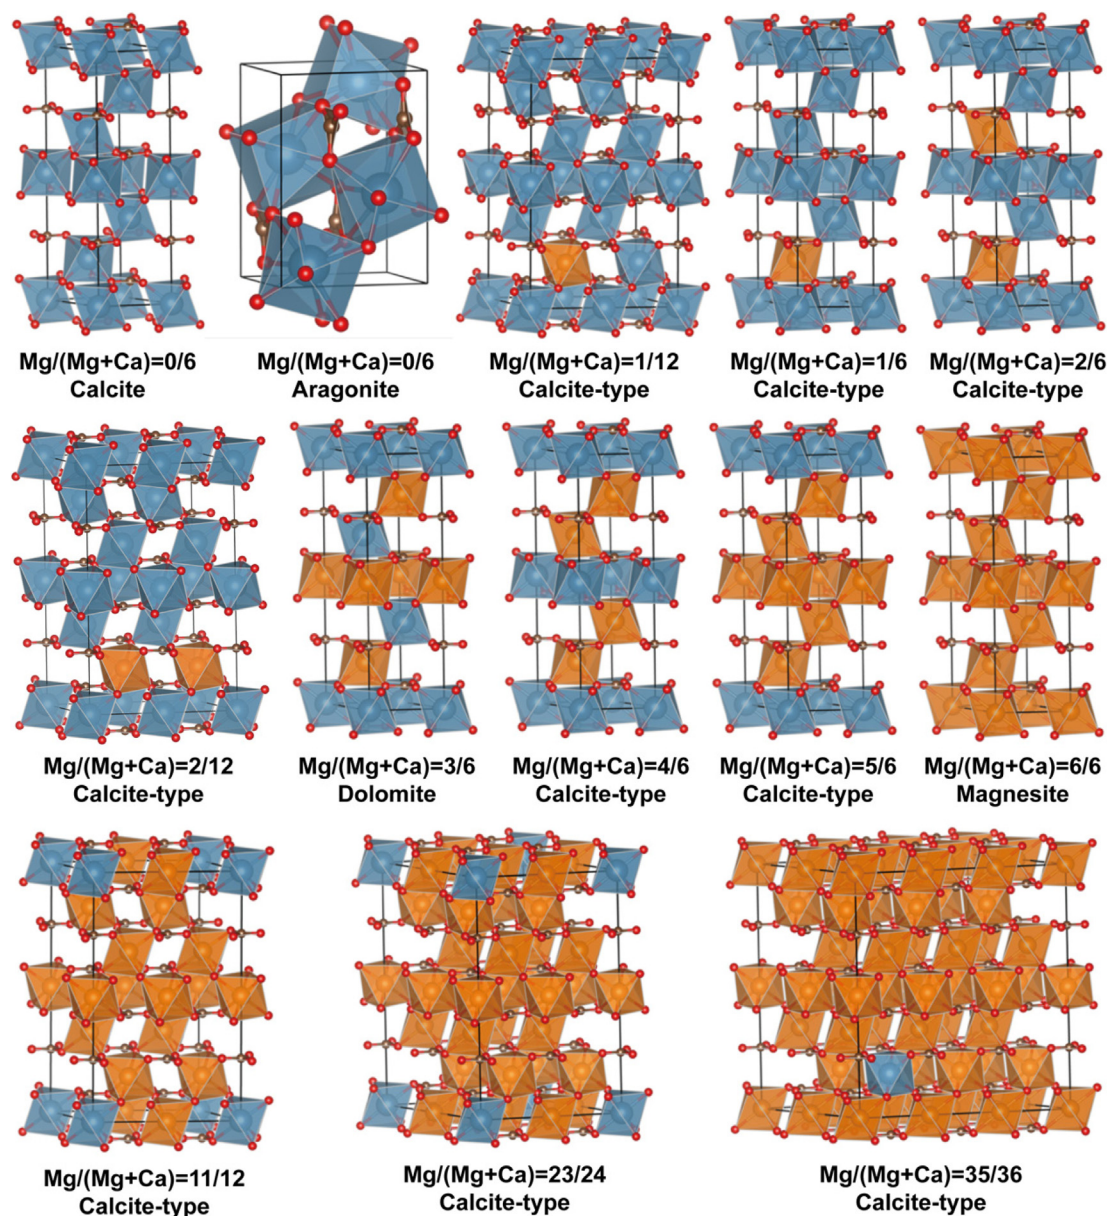 Mg/(Mg+Ca)=0/6
Calcite
Mg/(Mg+Ca)=0/6
Aragonite
Mg/(Mg+Ca)=1/12
Calcite-type
Mg/(Mg+Ca)=1/6
Calcite-type
Mg/(Mg+Ca)=2/6
Calcite-type
Mg/(Mg+Ca)=2/12
Calcite-type
Mg/(Mg+Ca)=3/6
Dolomite
Mg/(Mg+Ca)=4/6
Calcite-type
Mg/(Mg+Ca)=5/6
Calcite-type
Mg/(Mg+Ca)=6/6
Magnesite
Mg/(Mg+Ca)=11/12
Calcite-type
Mg/(Mg+Ca)=23/24
Calcite-type
Mg/(Mg+Ca)=35/36
Calcite-type